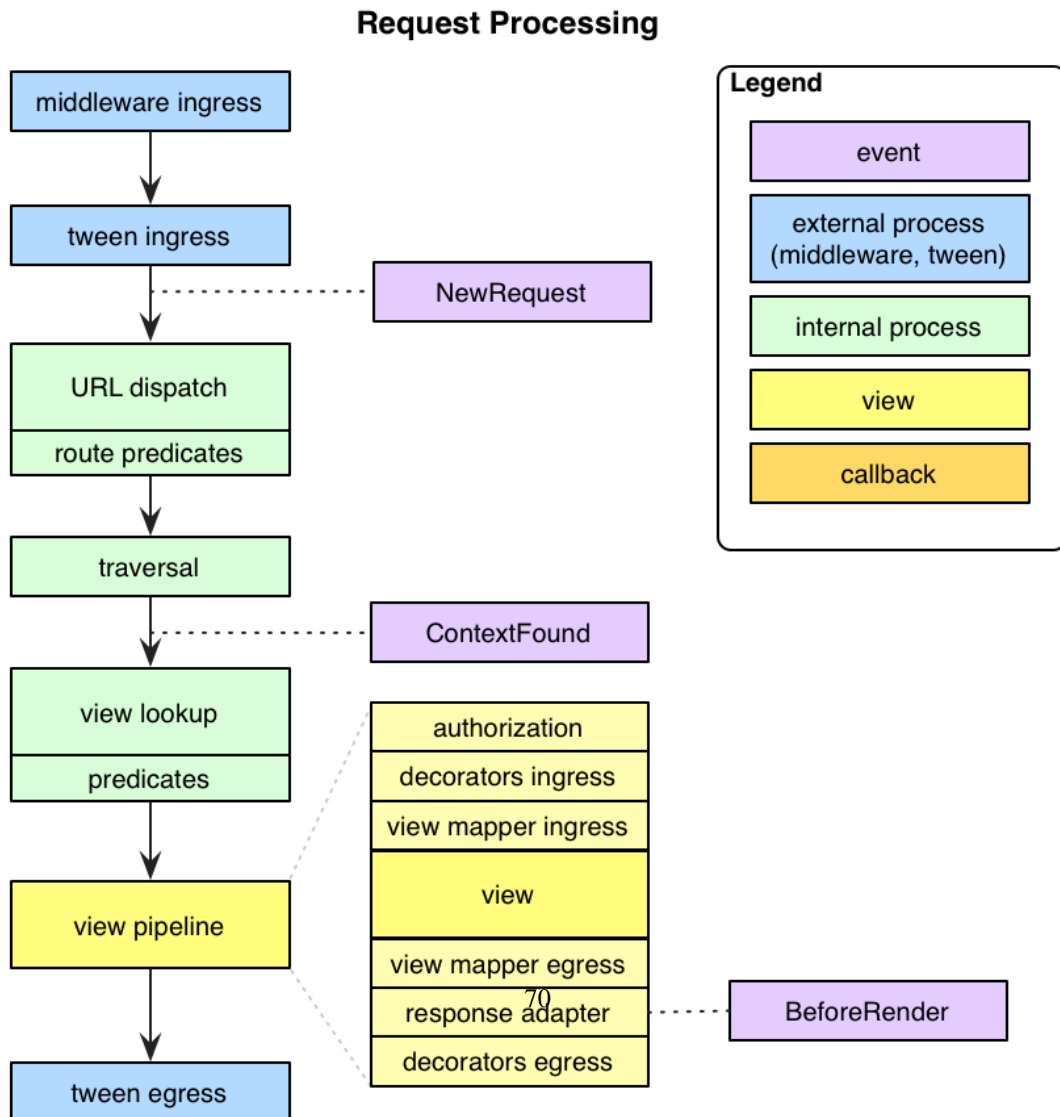 Request Processing
middleware ingress
tween ingress
NewRequest
URL dispatch
route predicates
traversal
ContextFound
view lookup
predicates
view pipeline
tween egress
authorization
decorators ingress
view mapper ingress
view
view mapper egress
response adapter
70
decorators egress
BeforeRender
Legend
event
external process
(middleware, tween)
internal process
view
callback